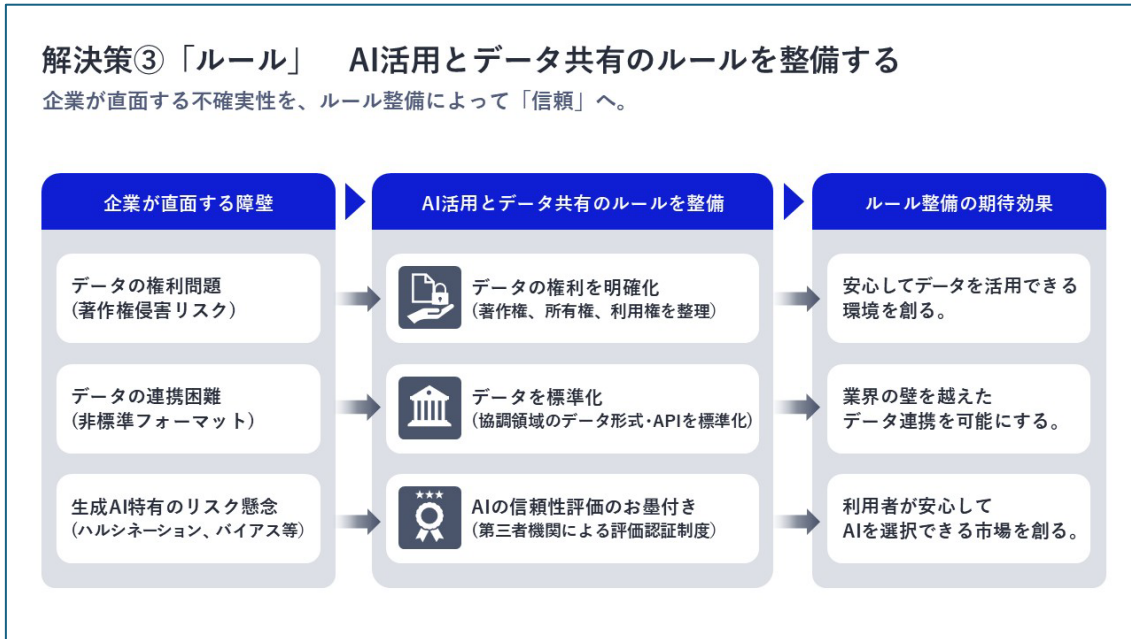 解決策③「ルール」　AI活用とデータ共有のルールを整備する
企業が直面する不確実性を、ルール整備によって「信頼」へ。
企業が直面する障壁
AI活用とデータ共有のルールを整備
ルール整備の期待効果
データの権利問題
(著作権侵害リスク)
データの権利を明確化
(著作権、所有権、利用権を整理)
安心してデータを活用できる
環境を創る。
データの連携困難
(非標準フォーマット)
データを標準化
(協調領域のデータ形式・APIを標準化)
業界の壁を越えた
データ連携を可能にする。
生成AI特有のリスク懸念
(ハルシネーション、バイアス等)
AIの信頼性評価のお墨付き
(第三者機関による評価認証制度)
利用者が安心して
AIを選択できる市場を創る。